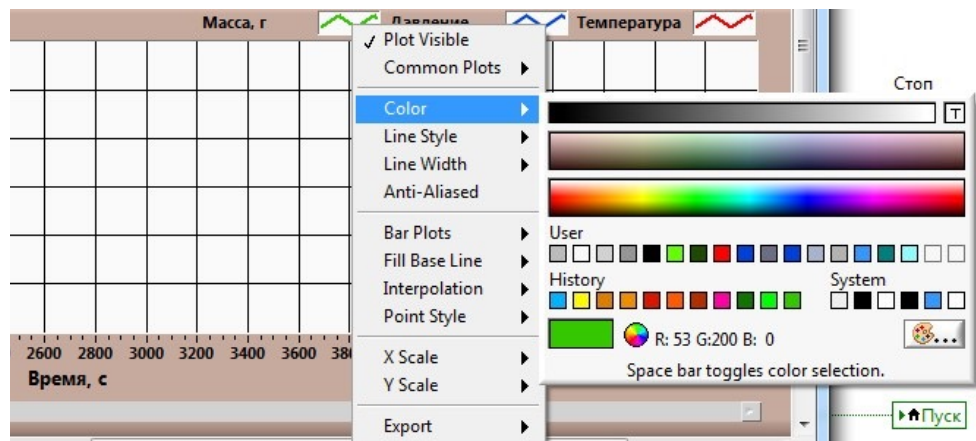 Масса, г
Давление
Температура
Plot Visible
Common Plots
Color
Line Style
Line Width
Anti-Aliased
Bar Plots
Fill Base Line
Interpolation
Point Style
X Scale
Y Scale
Export
Стоп
T
User
History
System
R: 53 G:200 B: 0
Space bar toggles color selection.
2600 2800 3000 3200 3400 3600
Время, с
Пуск